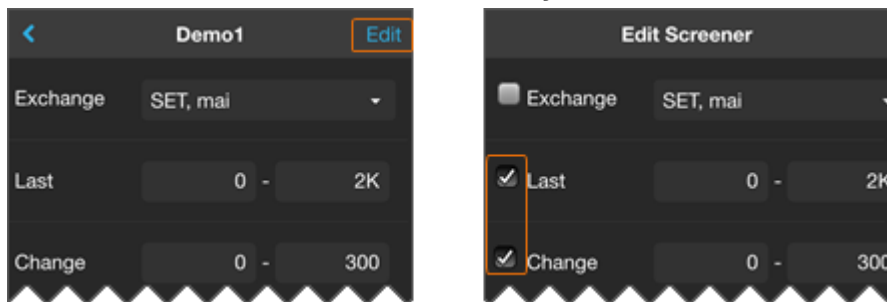 Demo1 Edit
Exchange SET, mai
Last 0 - 2K
Change 0 - 300
Edit Screener
Exchange SET, mai
Last 0 - 2K
Change 0 - 300